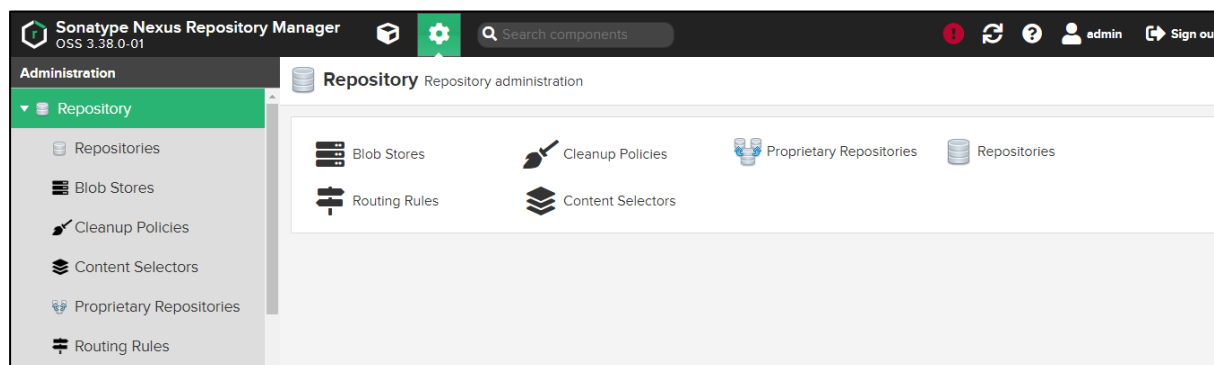 Sonatype Nexus Repository Manager
OSS 3.38.0-01
Search components
admin
Sign ou
Administration
Repository
Repositories
Blob Stores
Cleanup Policies
Content Selectors
Proprietary Repositories
Routing Rules
Repository Repository administration
Blob Stores
Cleanup Policies
Proprietary Repositories
Repositories
Routing Rules
Content Selectors